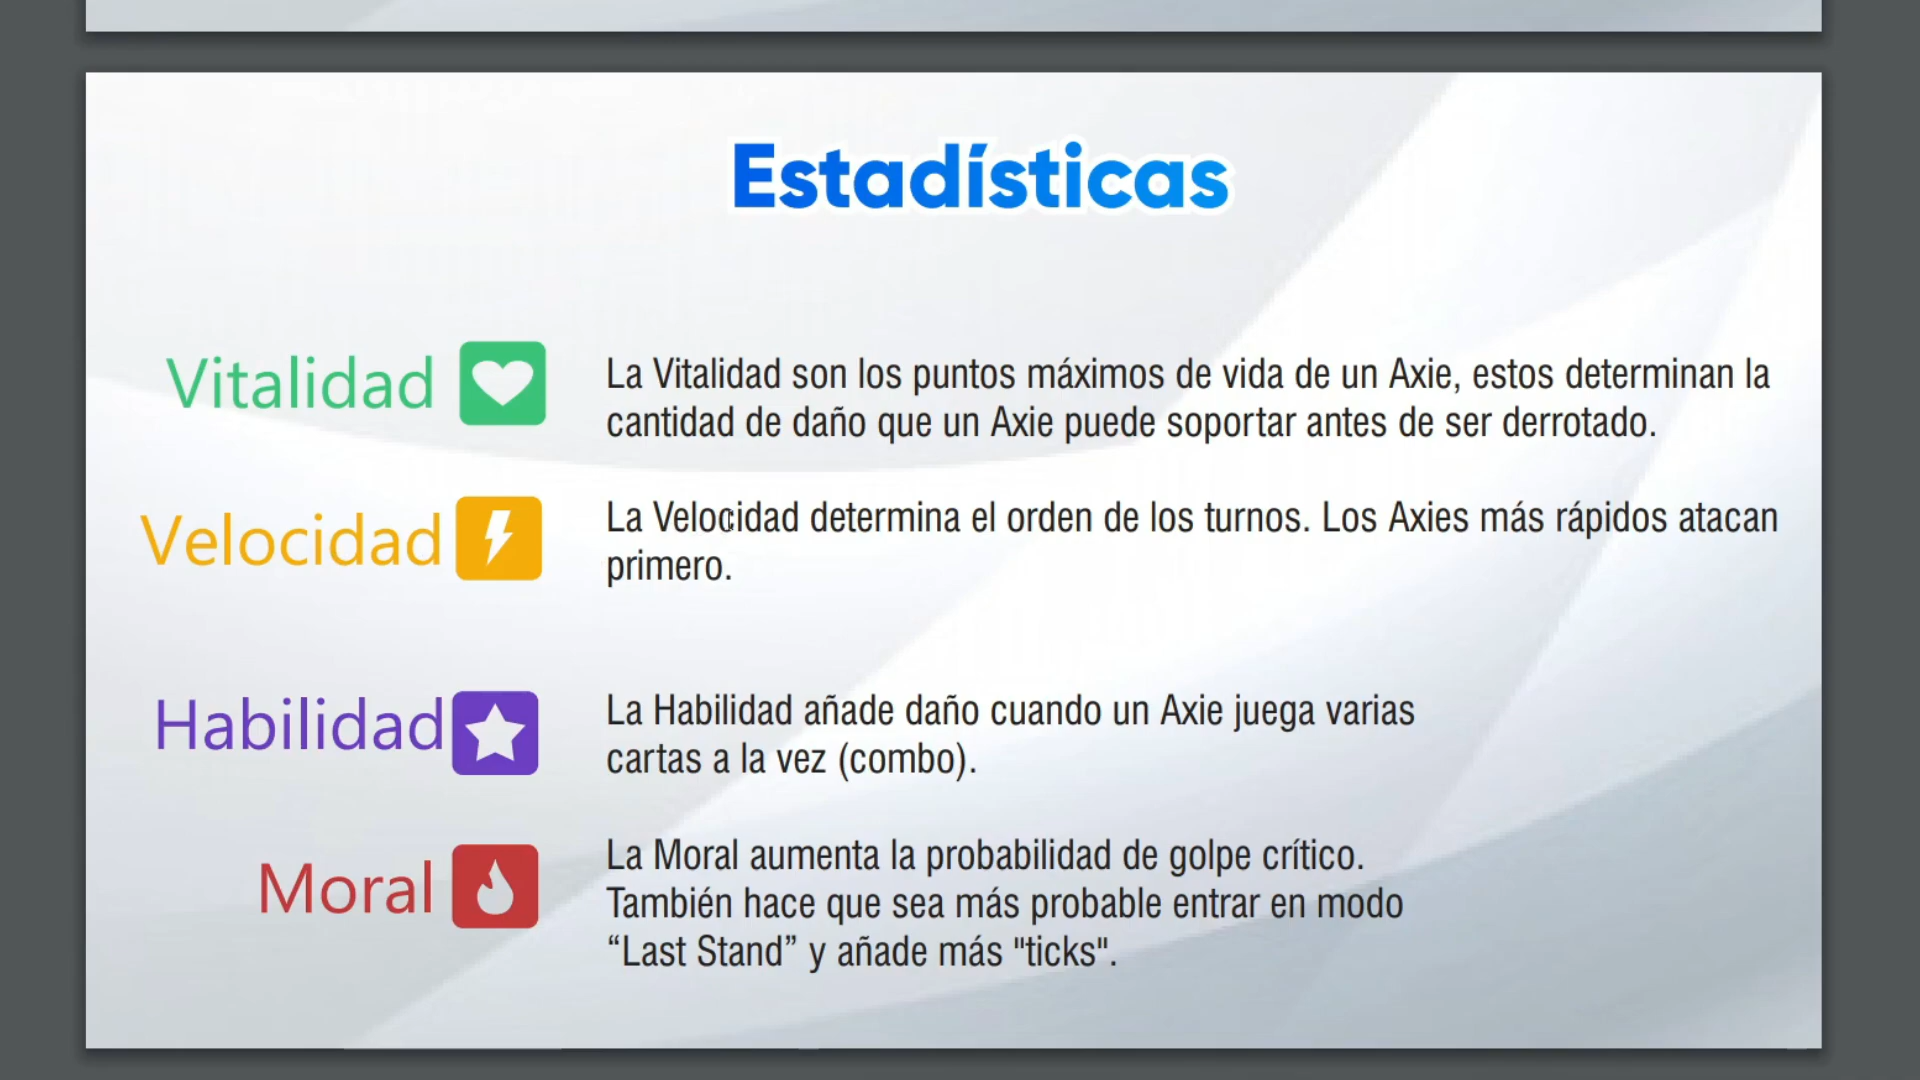 Estadísticas
Vitalidad
La Vitalidad son los puntos máximos de vida de un Axie, estos determinan la
cantidad de daño que un Axie puede soportar antes de ser derrotado.
Velocidad
La Velocidad determina el orden de los turnos. Los Axies más rápidos atacan
primero.
Habilidad
La Habilidad añade daño cuando un Axie juega varias
cartas a la vez (combo).
Moral
La Moral aumenta la probabilidad de golpe crítico.
También hace que sea más probable entrar en modo
“Last Stand” y añade más "ticks".